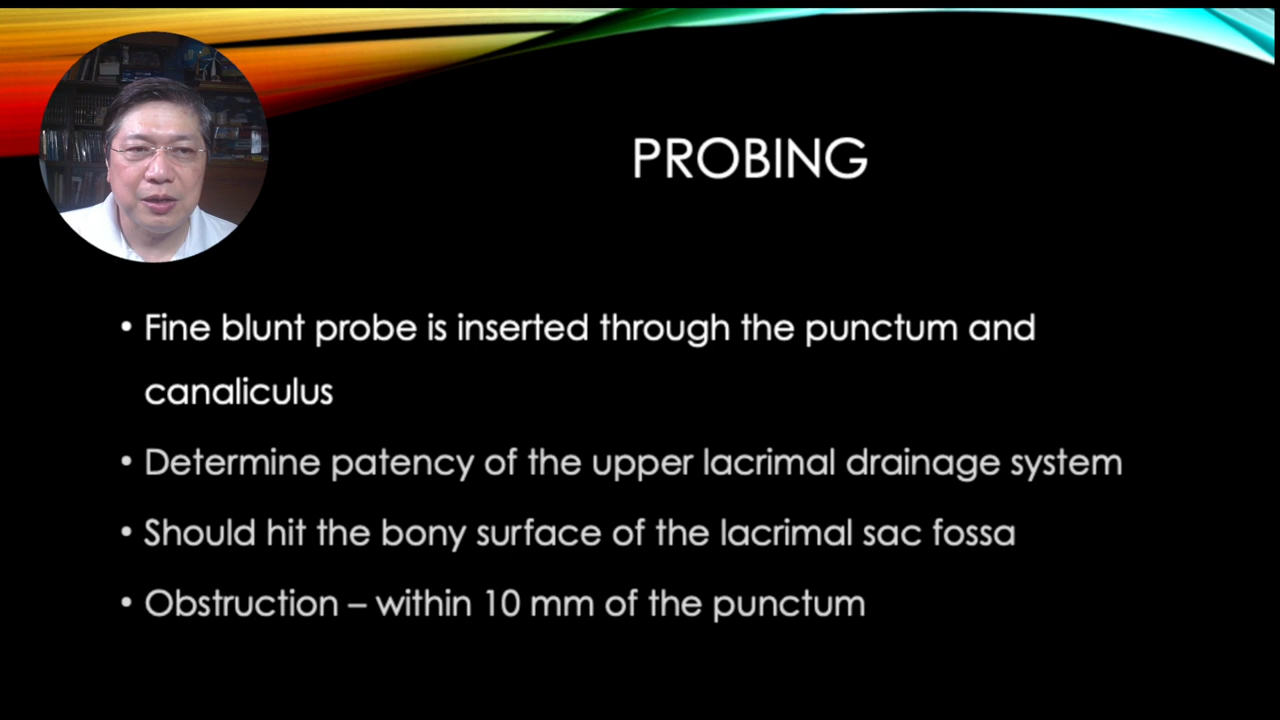 PROBING
• Fine blunt probe is inserted through the punctum and
canaliculus
• Determine patency of the upper lacrimal drainage system
• Should hit the bony surface of the lacrimal sac fossa
• Obstruction – within 10 mm of the punctum